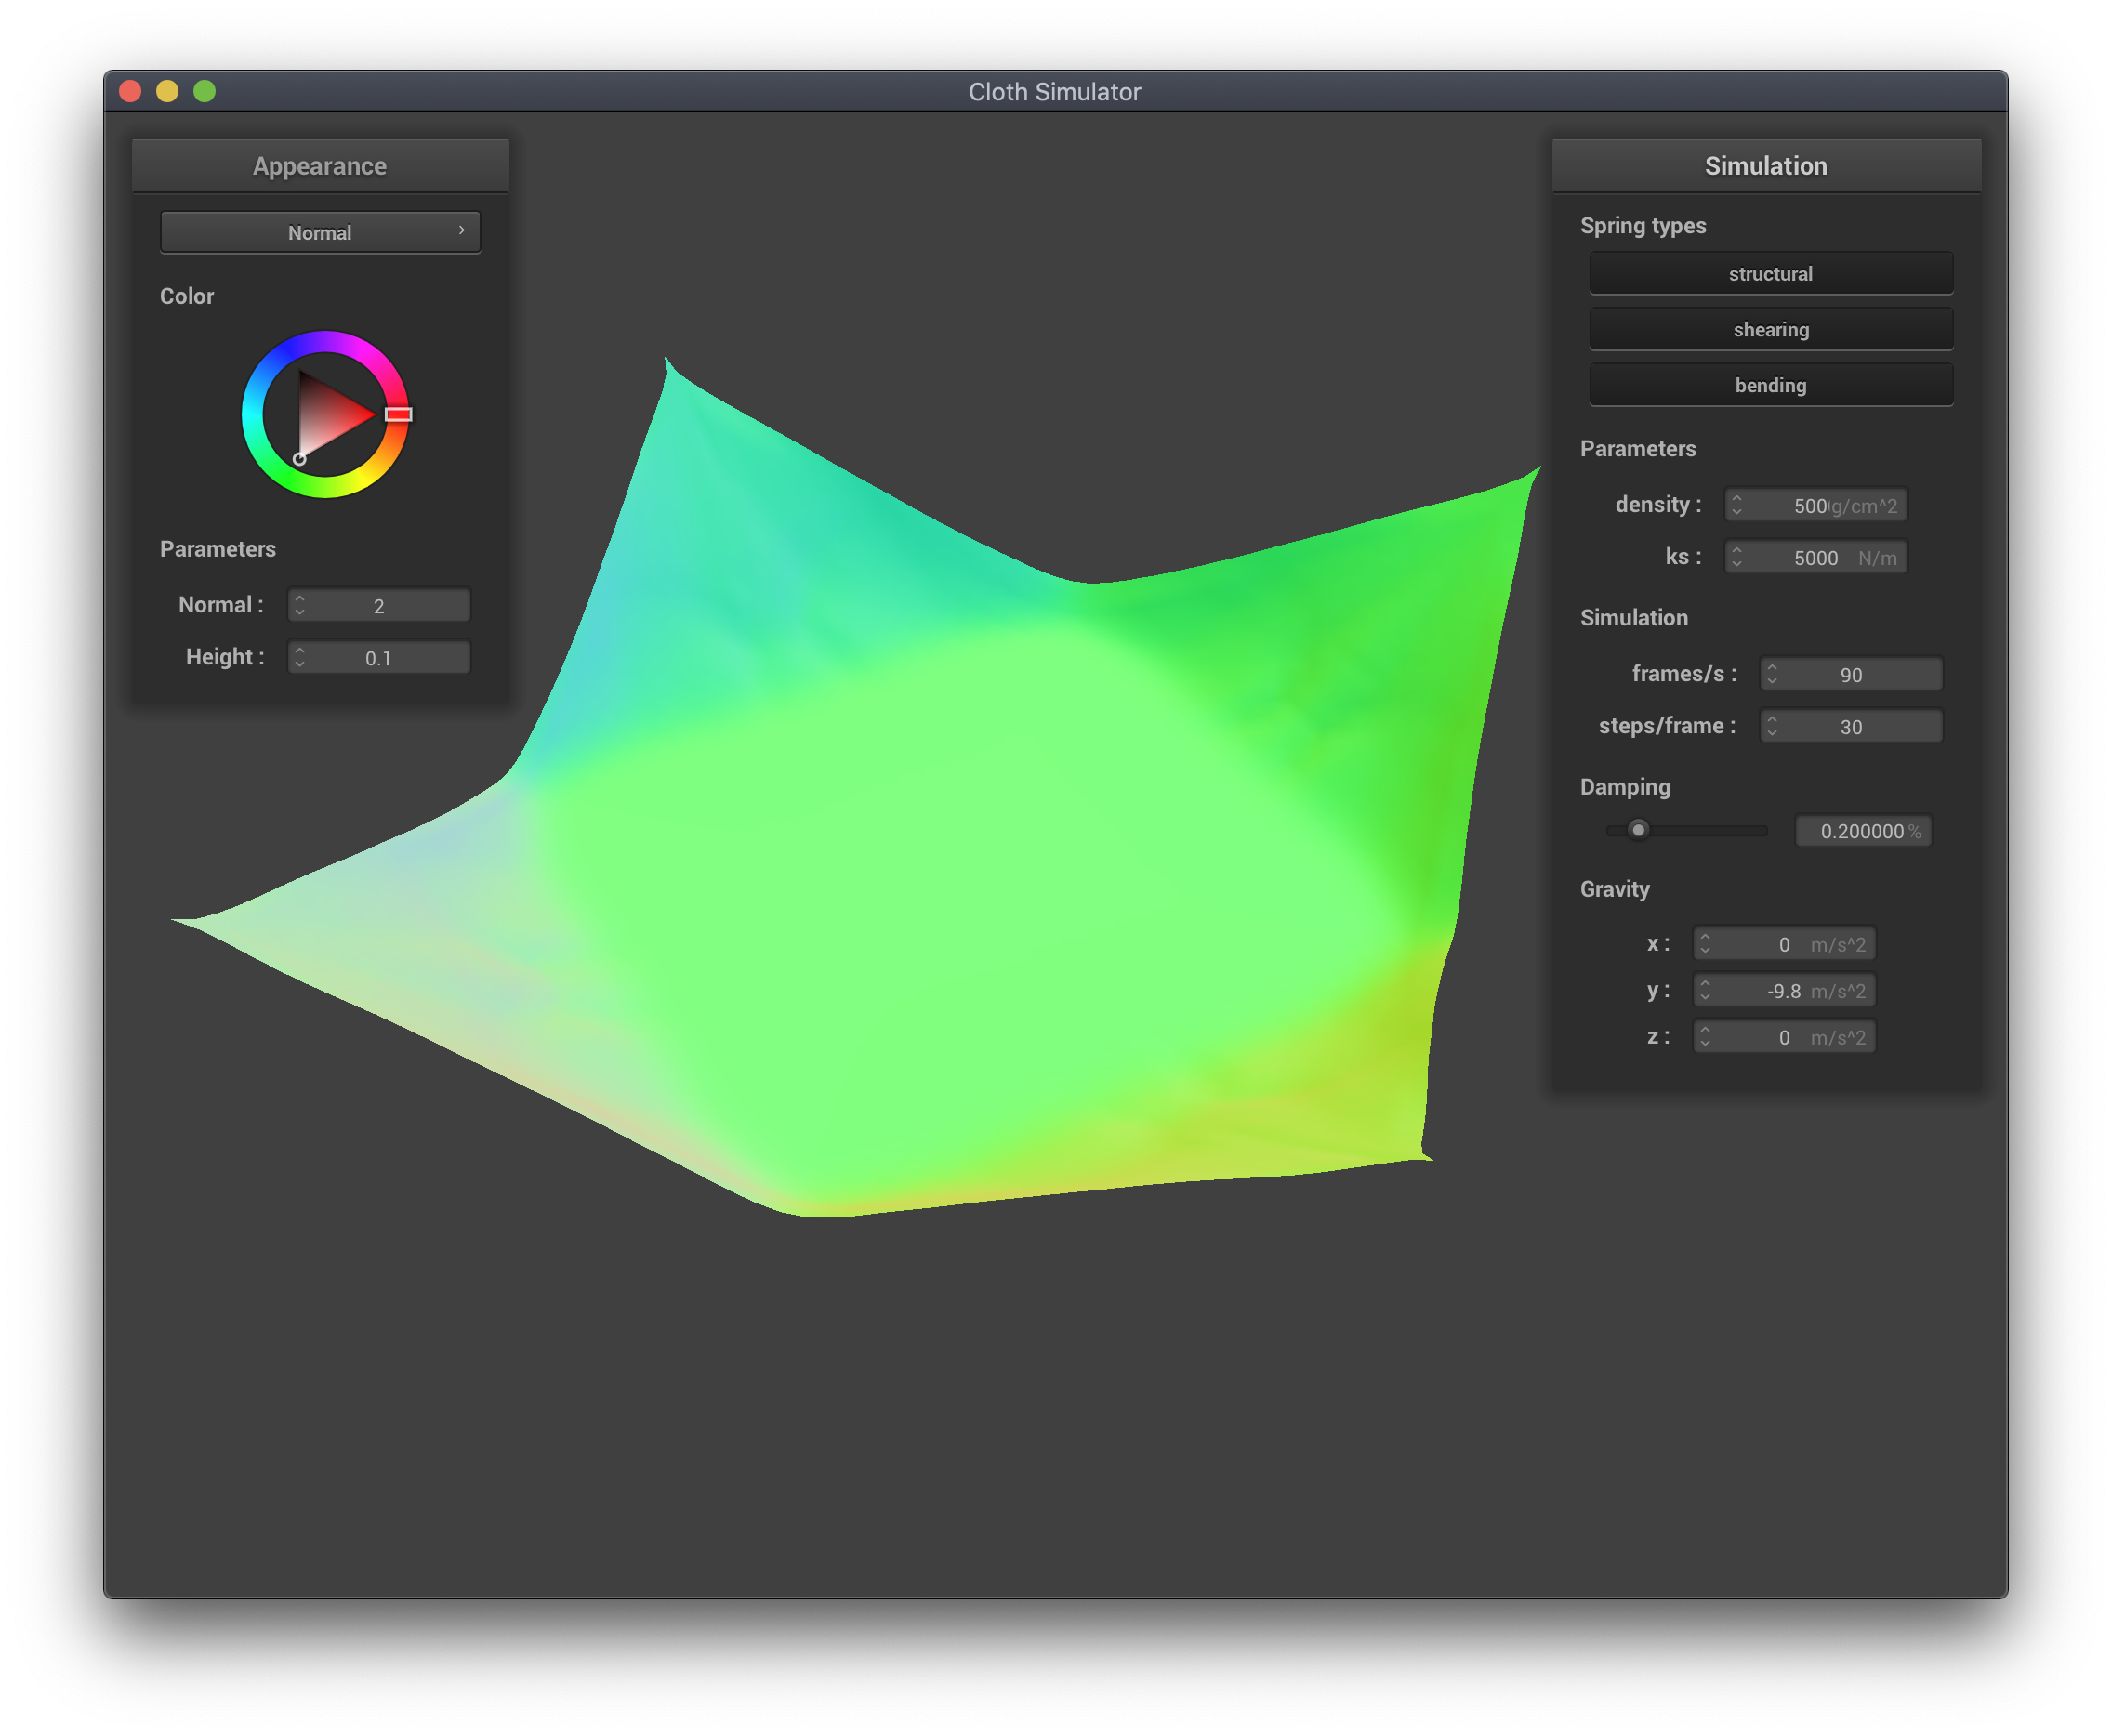 Cloth Simulator
Appearance
Normal
Color
Parameters
Normal : 2
Height : 0.1
Simulation
Spring types
structural
shearing
bending
Parameters
density : 500 g/cm^2
ks : 5000 N/m
Simulation
frames/s : 90
steps/frame : 30
Damping
0.200000 %
Gravity
x : 0 m/s^2
y : -9.8 m/s^2
z : 0 m/s^2